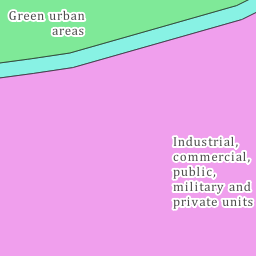 Green urban
areas
Industrial,
commercial,
public,
military and
private units